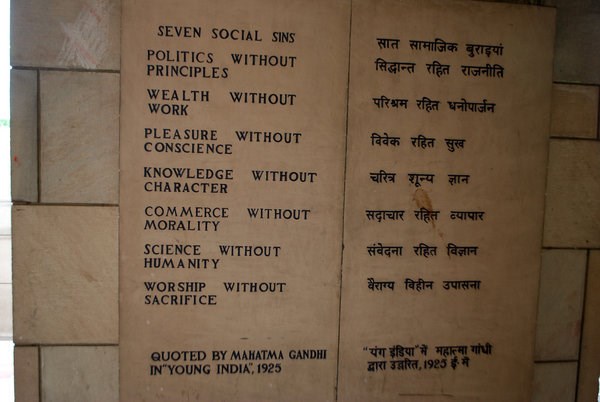 SEVEN SOCIAL SINS
POLITICS WITHOUT
PRINCIPLES
WEALTH WITHOUT
WORK
PLEASURE WITHOUT
CONSCIENCE
KNOWLEDGE WITHOUT
CHARACTER
COMMERCE WITHOUT
MORALITY
SCIENCE WITHOUT
HUMANITY
WORSHIP WITHOUT
SACRIFICE
QUOTED BY MAHATMA GANDHI
IN "YOUNG INDIA", 1925
सात सामाजिक बुराइयां
सिद्धान्त रहित राजनीति
परिश्रम रहित धनोपार्जन
विवेक रहित सुख
चरित्र शून्य ज्ञान
सदाचार रहित व्यापार
संवेदना रहित विज्ञान
वैराग्य विहीन उपासना
"यंग इंडिया" में महात्मा गांधी
द्वारा उद्धरित, 1925 ई॰ में